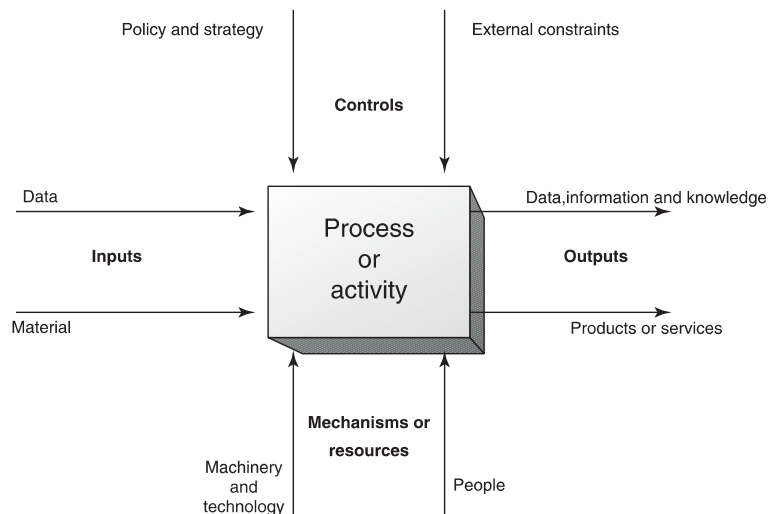 Policy and strategy
External constraints
Controls
Data
Data,information and knowledge
Process
or
activity
Inputs
Outputs
Material
Products or services
Mechanisms or
resources
Machinery
and
technology
People